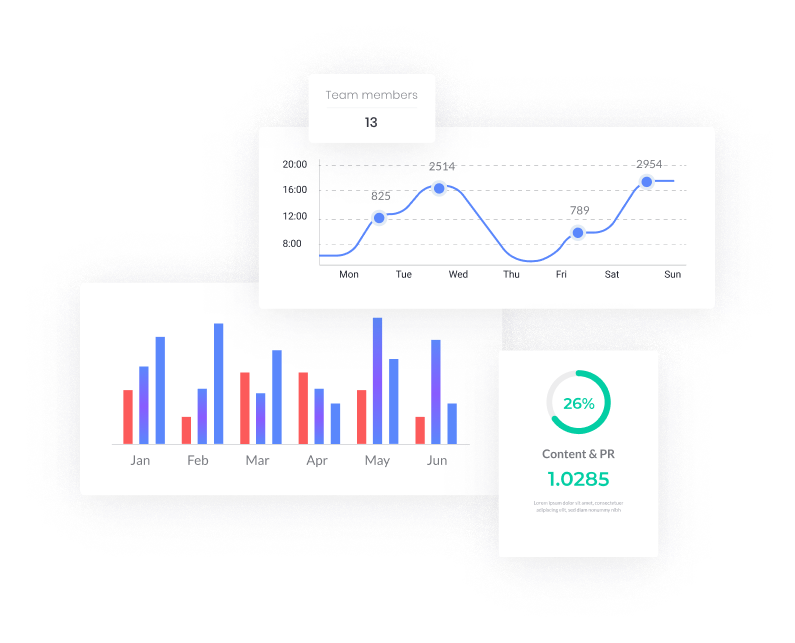 Team members
13
20:00
16:00
12:00
8:00
825
2514
789
2954
Mon Tue Wed Thu Fri Sat Sun
Jan Feb Mar Apr May Jun
26%
Content & PR
1.0285
Lorem ipsum dolor sit amet, consectetuer
adipiscing elit, sed diam nonummy nibh